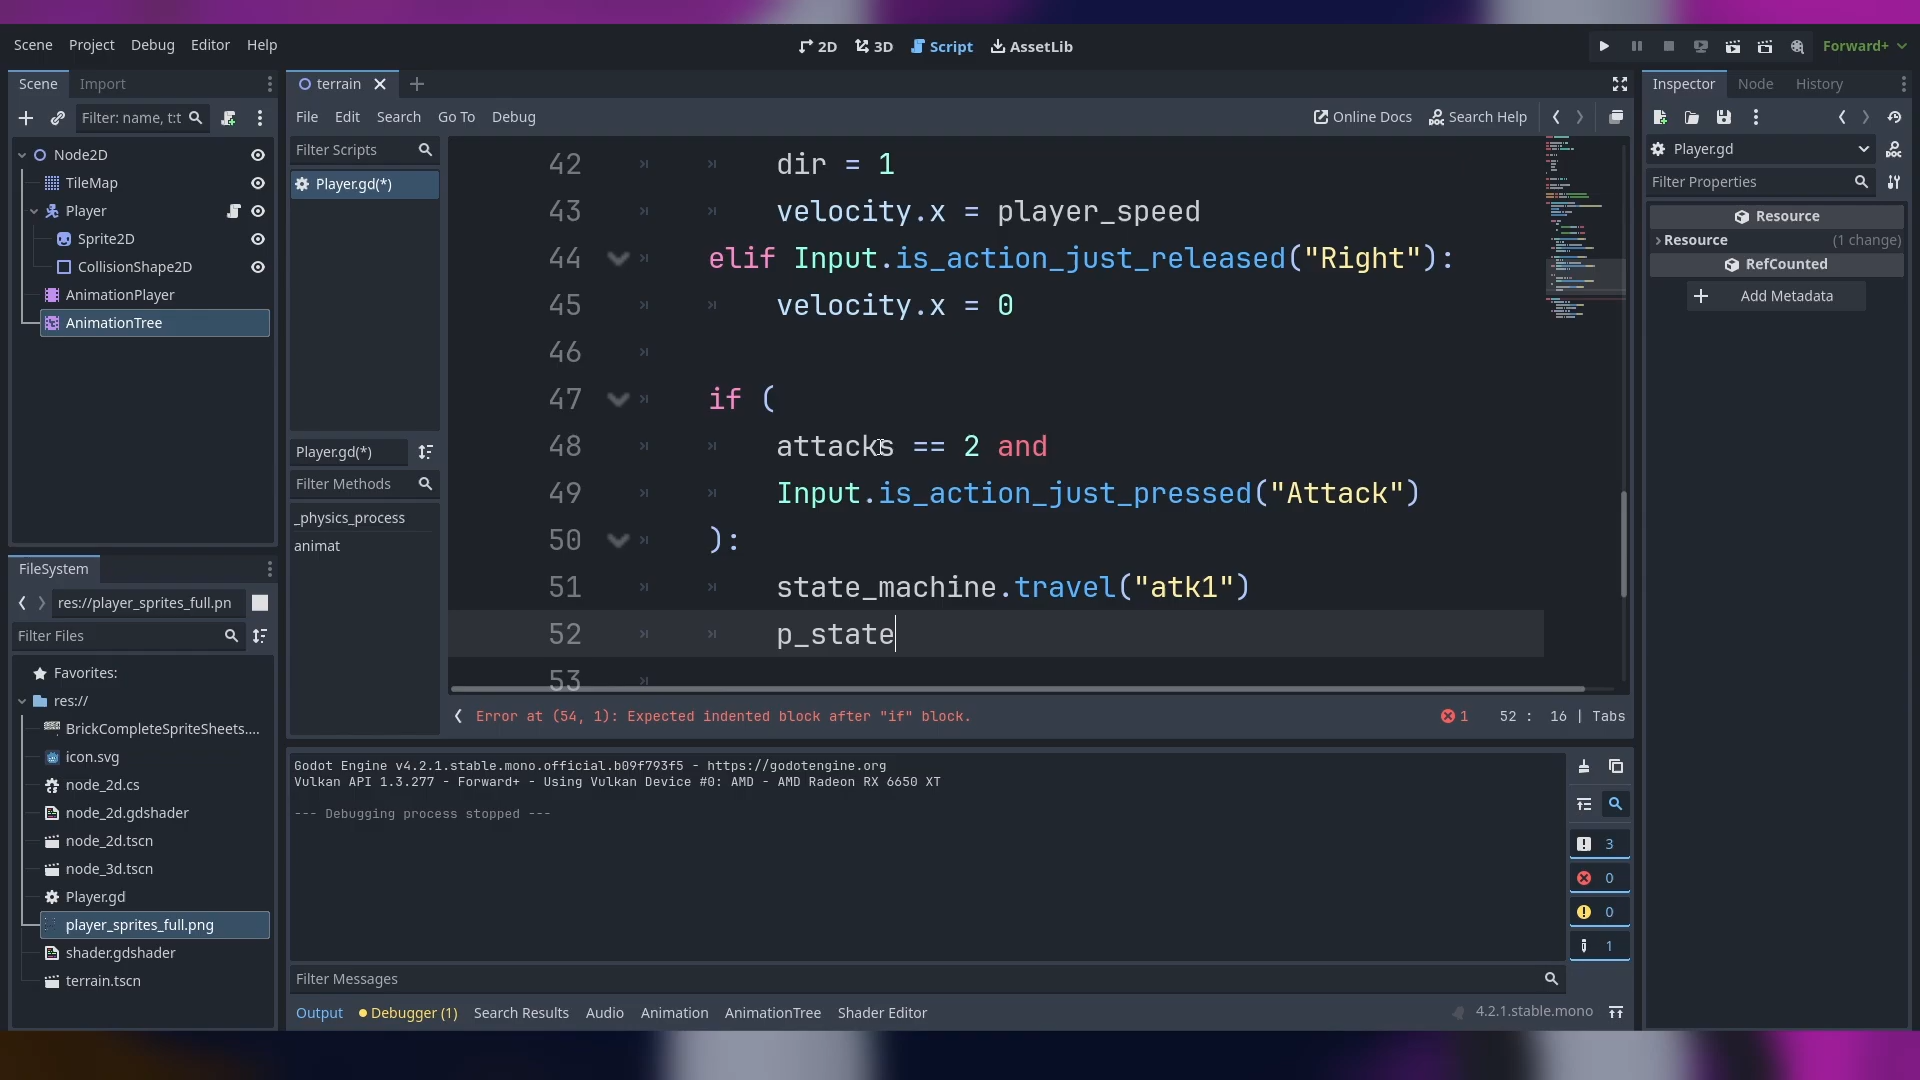 Scene Project Debug Editor Help
2D 3D Script AssetLib
Forward+
Scene Import
Filter: name, t:t
Node2D
TileMap
Player
Sprite2D
CollisionShape2D
AnimationPlayer
AnimationTree
FileSystem
res://player_sprites_full.pn
Filter Files
Favorites:
res://
BrickCompleteSpriteSheets....
icon.svg
node_2d.cs
node_2d.gdshader
node_2d.tscn
node_3d.tscn
Player.gd
player_sprites_full.png
shader.gdshader
terrain.tscn
terrain
File Edit Search Go To Debug
Online Docs Search Help
Filter Scripts
Player.gd(*)
Player.gd(*)
Filter Methods
_physics_process
animat
42 dir = 1
43 velocity.x = player_speed
44 elif Input.is_action_just_released("Right"):
45 velocity.x = 0
46
47 if (
48 attacks == 2 and
49 Input.is_action_just_pressed("Attack")
50 ):
51 state_machine.travel("atk1")
52 p_state
53
Error at (54, 1): Expected indented block after "if" block.
1 52 : 16 | Tabs
Godot Engine v4.2.1.stable.mono.official.b09f793f5 - https://godotengine.org
Vulkan API 1.3.277 - Forward+ - Using Vulkan Device #0: AMD - AMD Radeon RX 6650 XT
--- Debugging process stopped ---
3
0
0
1
Filter Messages
Output Debugger (1) Search Results Audio Animation AnimationTree Shader Editor
4.2.1.stable.mono
Inspector Node History
Player.gd
Filter Properties
Resource
Resource (1 change)
RefCounted
Add Metadata